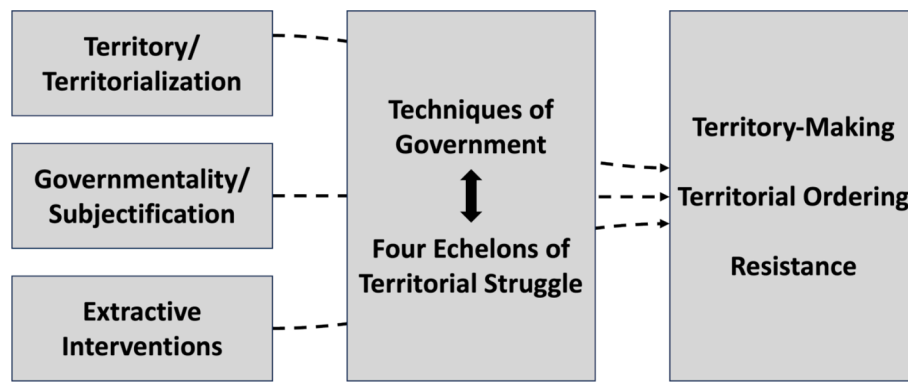 Territory/
Territorialization
Governmentality/
Subjectification
Extractive
Interventions
Techniques of
Government
Four Echelons of
Territorial Struggle
Territory-Making
Territorial Ordering
Resistance